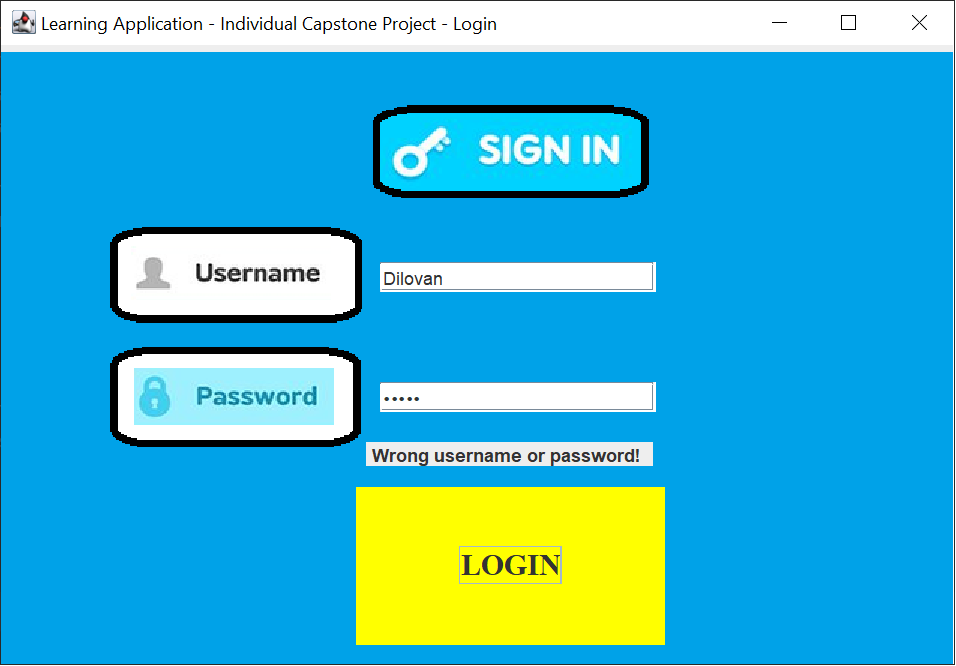 Learning Application - Individual Capstone Project - Login
SIGN IN
Username
Dilovan
Password
•••••
Wrong username or password!
LOGIN